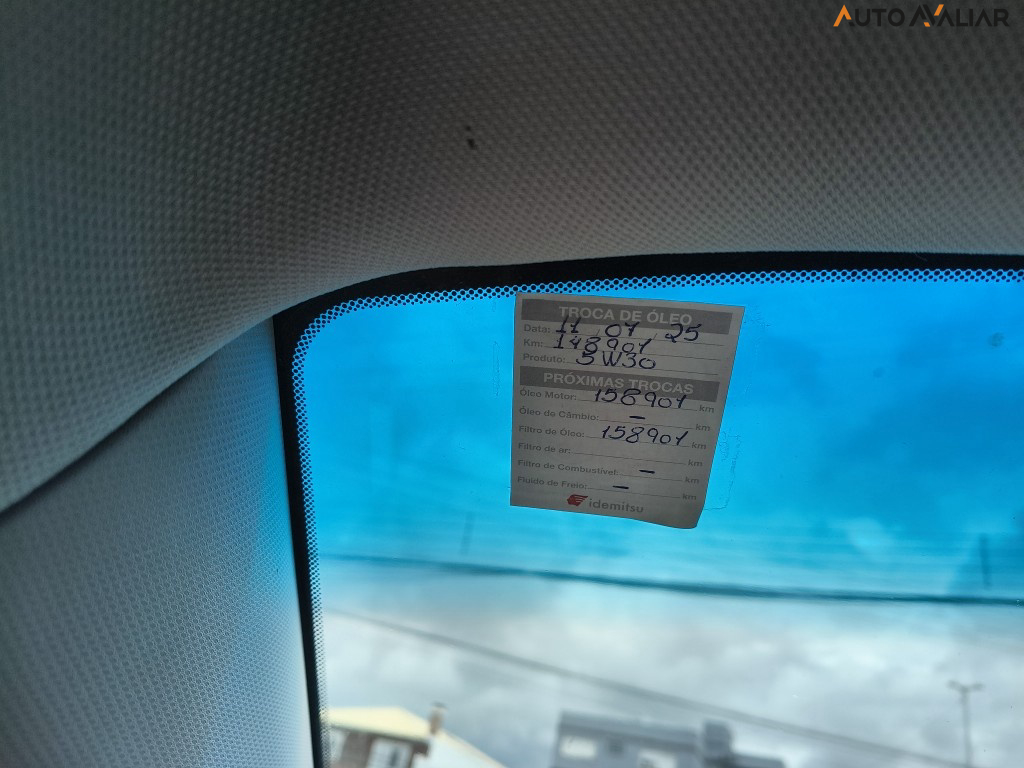 AUTO AVALIAR
TROCA DE ÓLEO
Data: 11 07 25
Km: 148901
Produto: 5W30
PRÓXIMAS TROCAS
Óleo Motor: 158901 km
Óleo de Câmbio: — km
Filtro de Óleo: 158901 km
Filtro de ar: km
Filtro de Combustível: — km
Fluido de Freio: — km
idemitsu